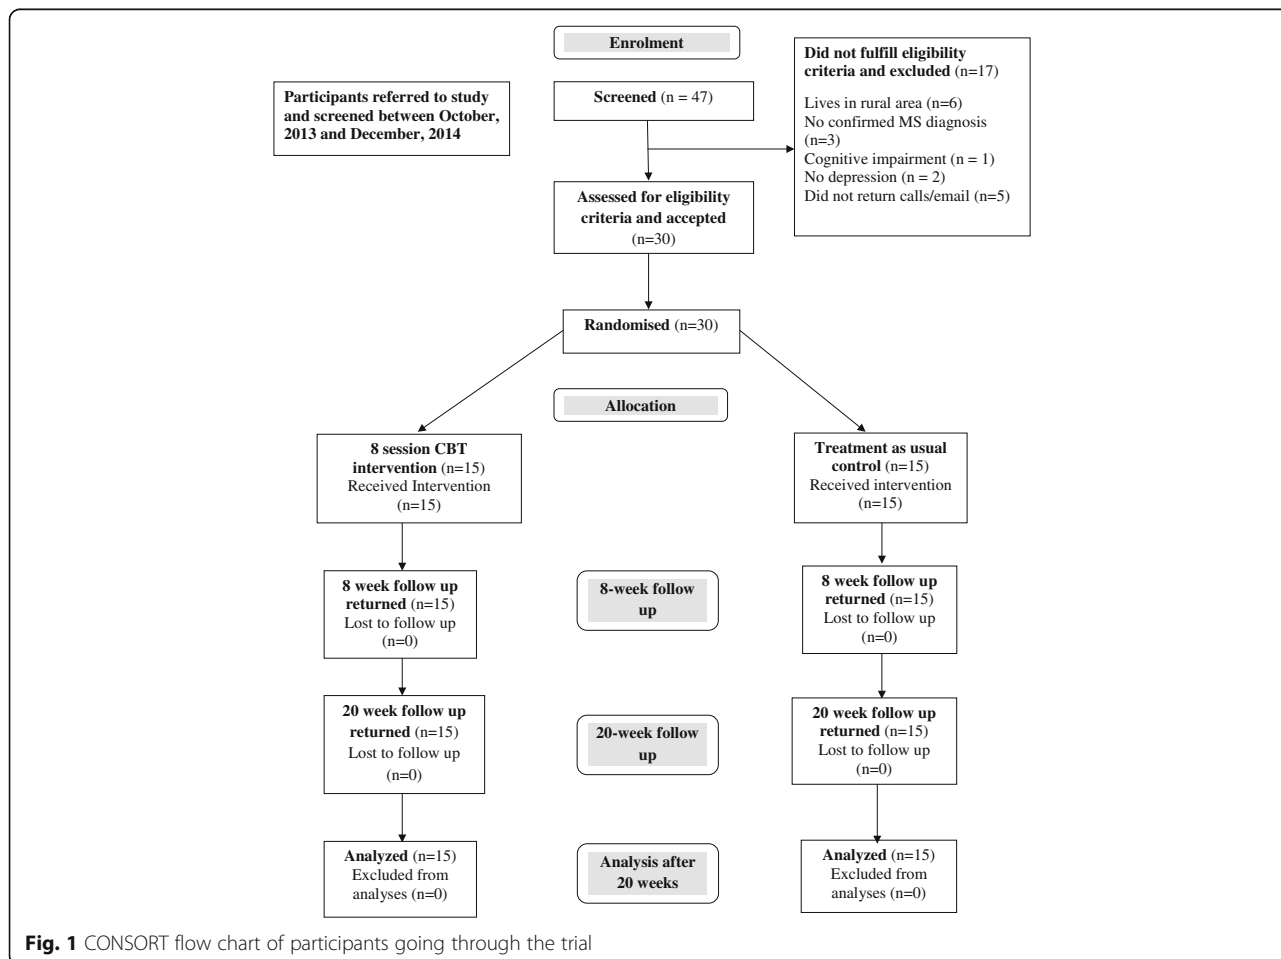 Enrolment
Participants referred to study
and screened between October,
2013 and December, 2014
Screened (n = 47)
Did not fulfill eligibility
criteria and excluded (n=17)
Lives in rural area (n=6)
No confirmed MS diagnosis
(n=3)
Cognitive impairment (n = 1)
No depression (n = 2)
Did not return calls/email (n=5)
Assessed for eligibility
criteria and accepted
(n=30)
Randomised (n=30)
Allocation
8 session CBT
intervention (n=15)
Received Intervention
(n=15)
Treatment as usual
control (n=15)
Received intervention
(n=15)
8 week follow up
returned (n=15)
Lost to follow up
(n=0)
8-week follow
up
8 week follow up
returned (n=15)
Lost to follow up
(n=0)
20 week follow up
returned (n=15)
Lost to follow up
(n=0)
20-week follow
up
20 week follow up
returned (n=15)
Lost to follow up
(n=0)
Analyzed (n=15)
Excluded from
analyses (n=0)
Analysis after
20 weeks
Analyzed (n=15)
Excluded from
analyses (n=0)
Fig. 1 CONSORT flow chart of participants going through the trial